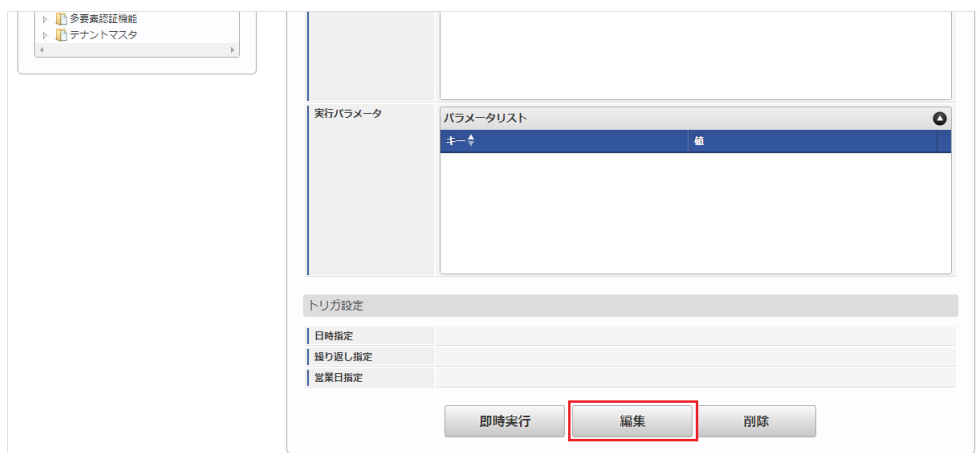 多要素認証機能
テナントマスタ
実行パラメータ
パラメータリスト
キー 値
トリガ設定
日時指定
繰り返し指定
営業日指定
即時実行 編集 削除